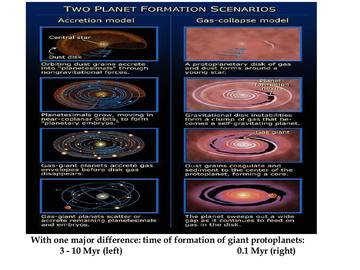 TWO PLANET FORMATION SCENARIOS
Accretion model
Central star
Dust disk
Orbiting dust grains accrete
into "planetesimals" through
nongravitational forces.
Planetesimals grow, moving in
near-coplanar orbits, to form
"planetary embryos."
Gas-giant planets accrete gas
envelopes before disk gas
disappears.
Gas-giant planets scatter or
accrete remaining planetesimals
and embryos.
Gas-collapse model
A protoplanetary disk of gas
and dust forms around a
young star.
Planet
formation
Gravitational disk instabilities
form a clump of gas that be-
comes a self-gravitating planet.
Gas giant
Dust grains coagulate and
sediment to the center of the
protoplanet, forming a core.
The planet sweeps out a wide
gap as it continues to feed on
gas in the disk.
With one major difference: time of formation of giant protoplanets:
3 - 10 Myr (left) 0.1 Myr (right)